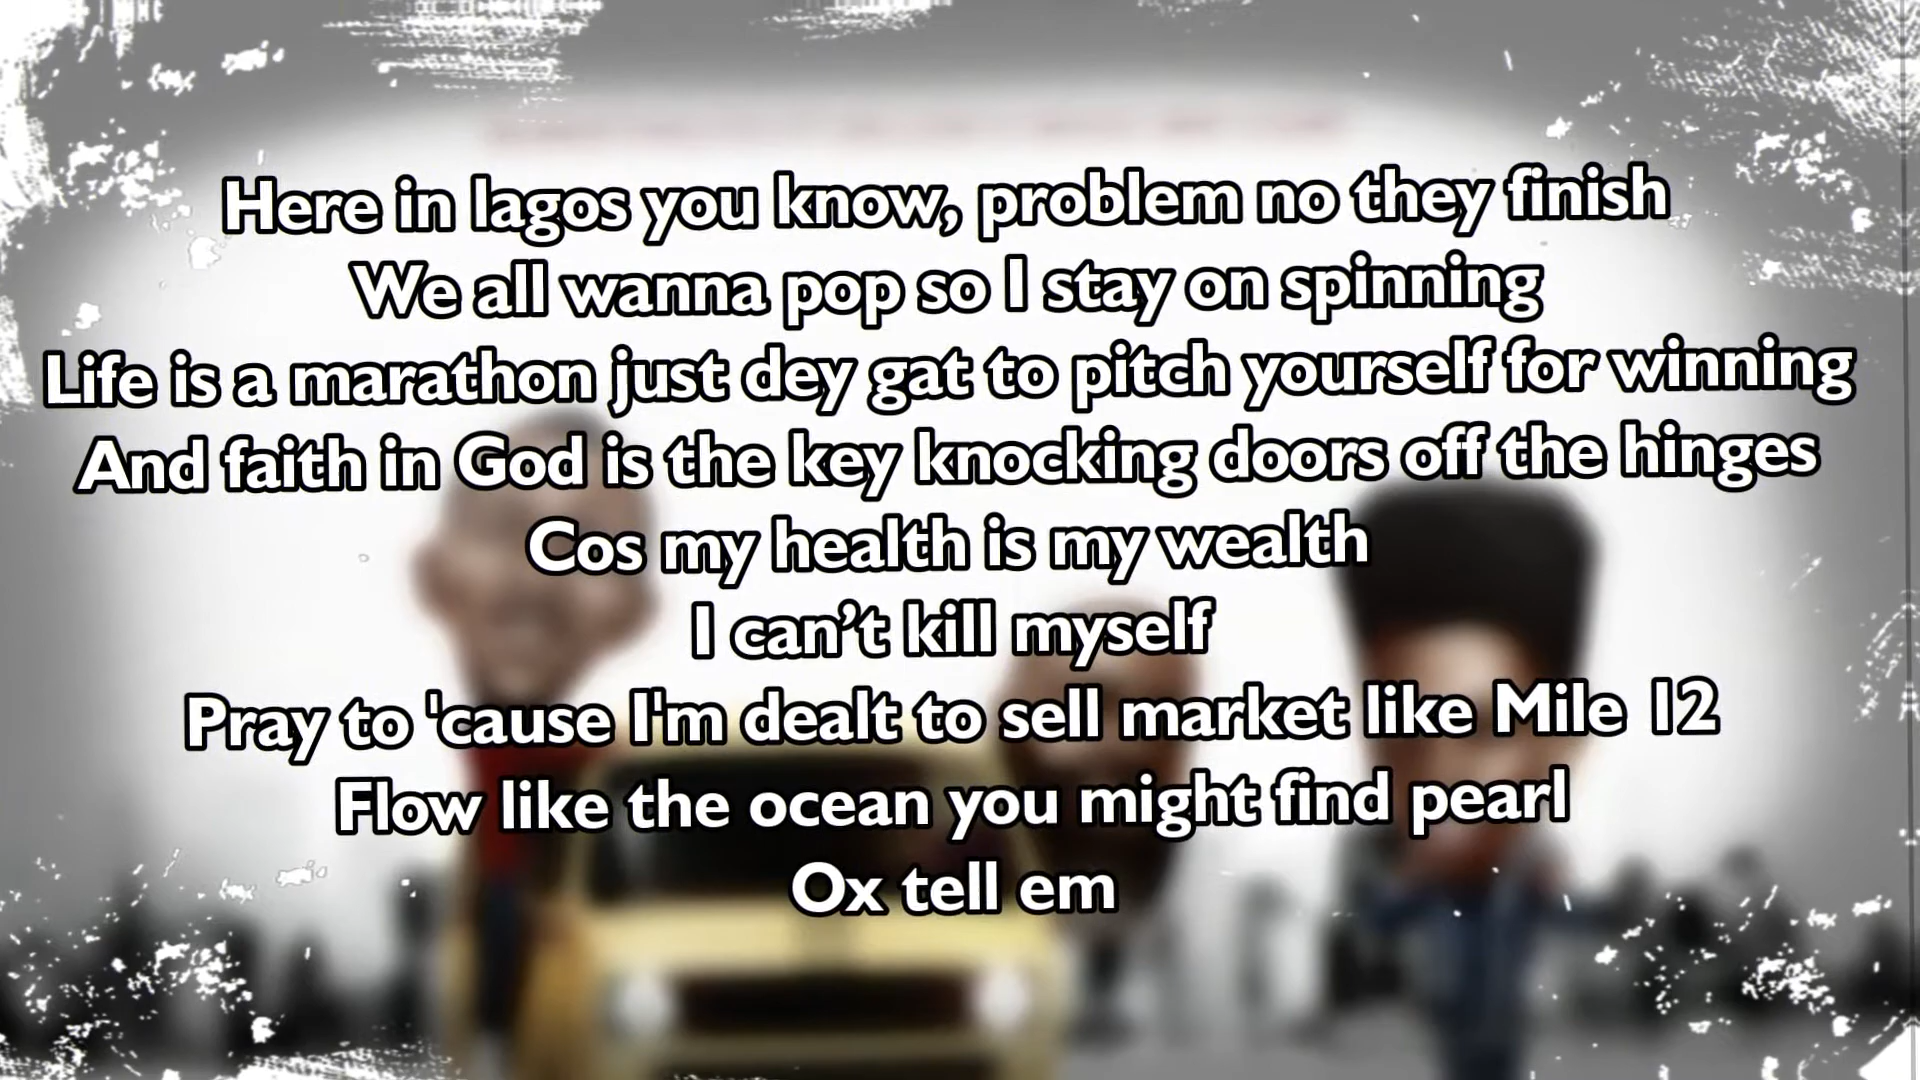 Here in lagos you know, problem no they finish
We all wanna pop so I stay on spinning
Life is a marathon just dey gat to pitch yourself for winning
And faith in God is the key knocking doors off the hinges
Cos my health is my wealth
I can’t kill myself
Pray to 'cause I'm dealt to sell market like Mile 12
Flow like the ocean you might find pearl
Ox tell em